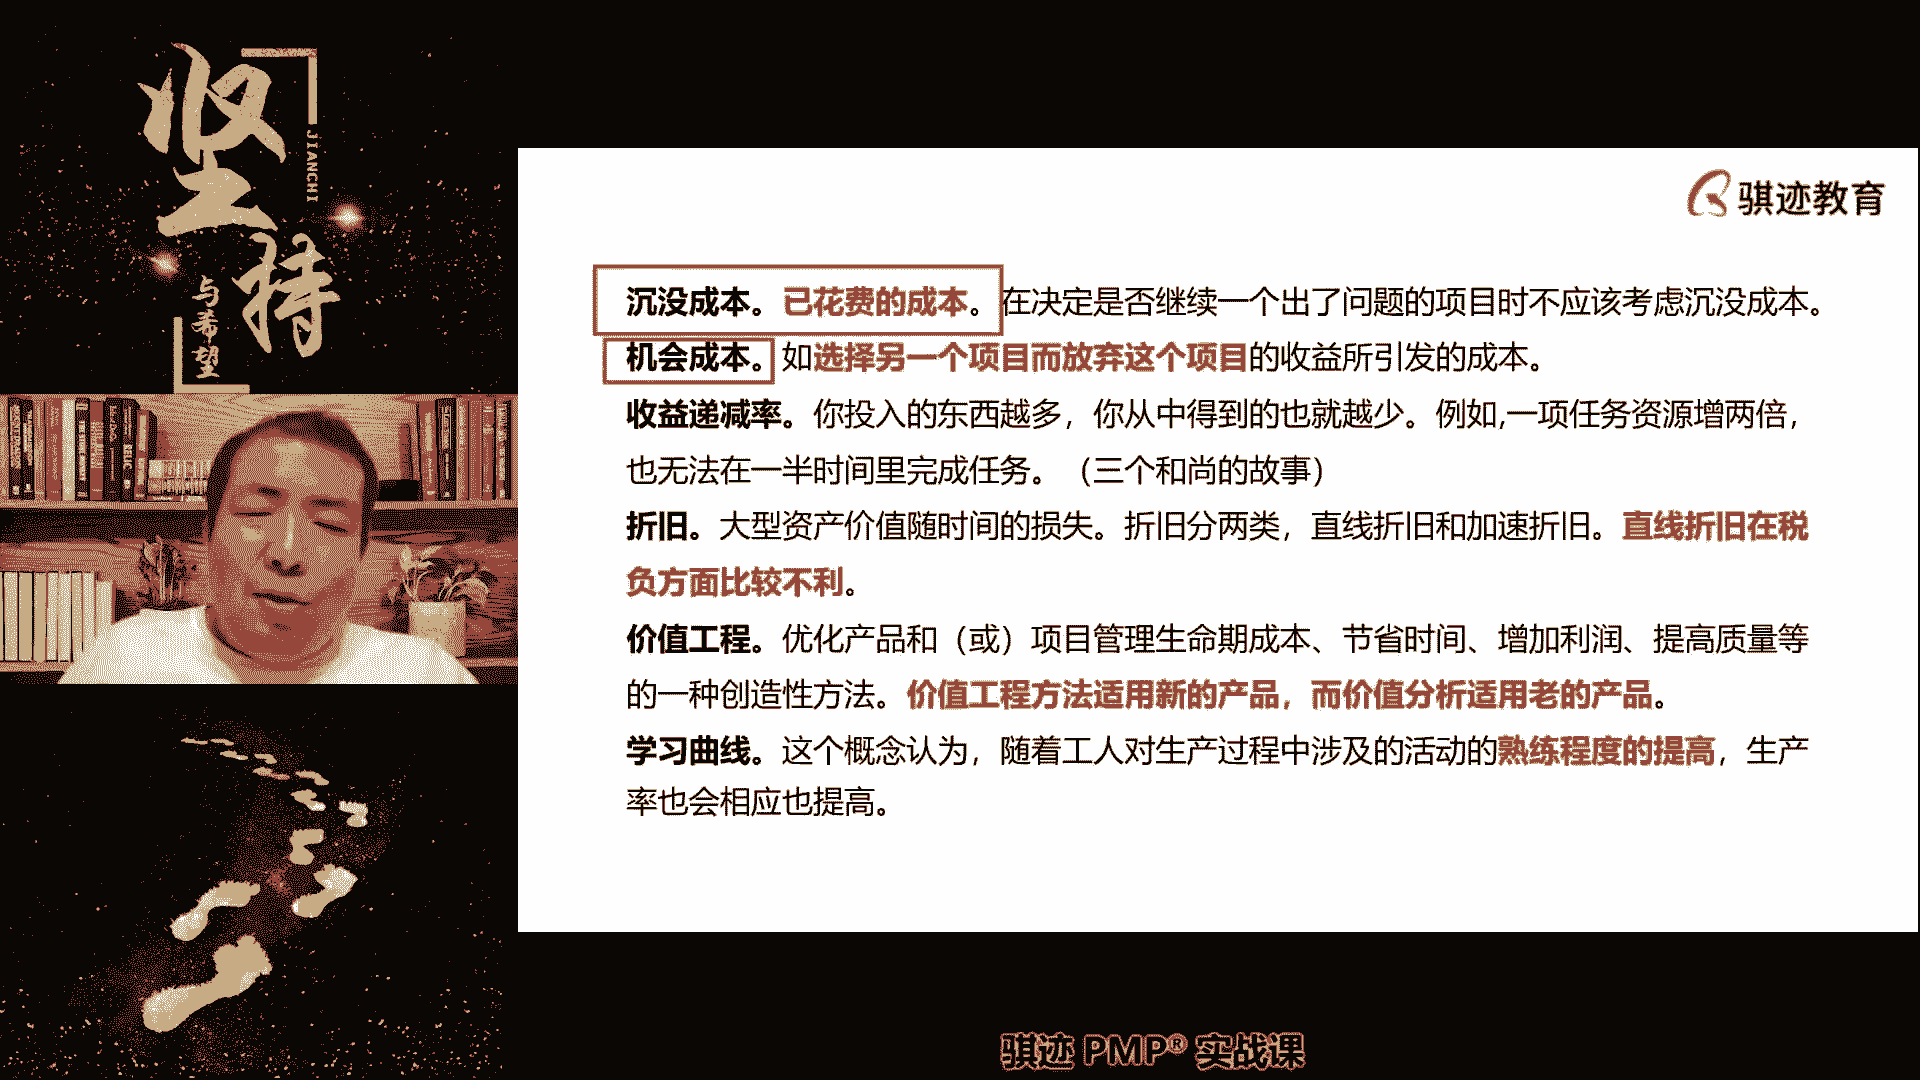 坚持
JIANCHI
与希望
骐迹教育
沉没成本。已花费的成本。在决定是否继续一个出了问题的项目时不应该考虑沉没成本。
机会成本。如选择另一个项目而放弃这个项目的收益所引发的成本。
收益递减率。你投入的东西越多，你从中得到的也就越少。例如,一项任务资源增两倍，
也无法在一半时间里完成任务。（三个和尚的故事）
折旧。大型资产价值随时间的损失。折旧分两类，直线折旧和加速折旧。直线折旧在税
负方面比较不利。
价值工程。优化产品和（或）项目管理生命期成本、节省时间、增加利润、提高质量等
的一种创造性方法。价值工程方法适用新的产品，而价值分析适用老的产品。
学习曲线。这个概念认为，随着工人对生产过程中涉及的活动的熟练程度的提高，生产
率也会相应也提高。
骐迹 PMP® 实战课